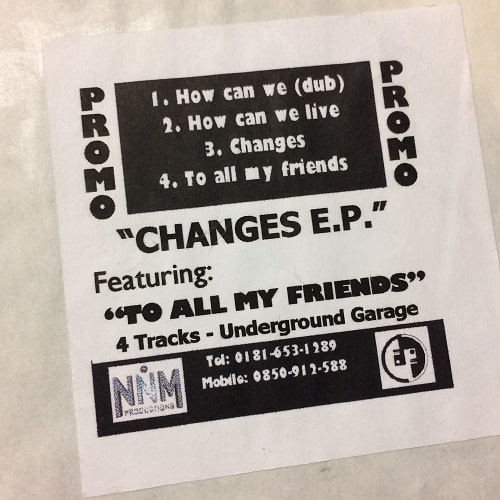 PROMO
1. How can we (dub)
2. How can we live
3. Changes
4. To all my friends
PROMO
"CHANGES E.P."
Featuring:
"TO ALL MY FRIENDS"
4 Tracks - Underground Garage
NNM
PRODUCTIONS
Tel: 0181-653-1289
Mobile: 0850-912-588